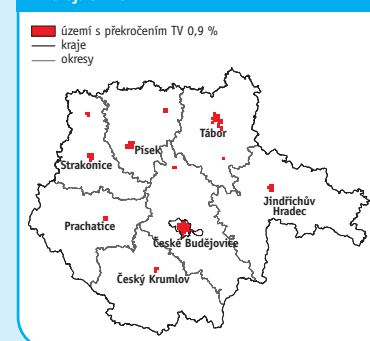 území s překročením TV 0,9 %
kraje
okresy
Tábor
Písek
Strakonice
Jindřichův
Hradec
Prachatice
České Budějovice
Český Krumlov